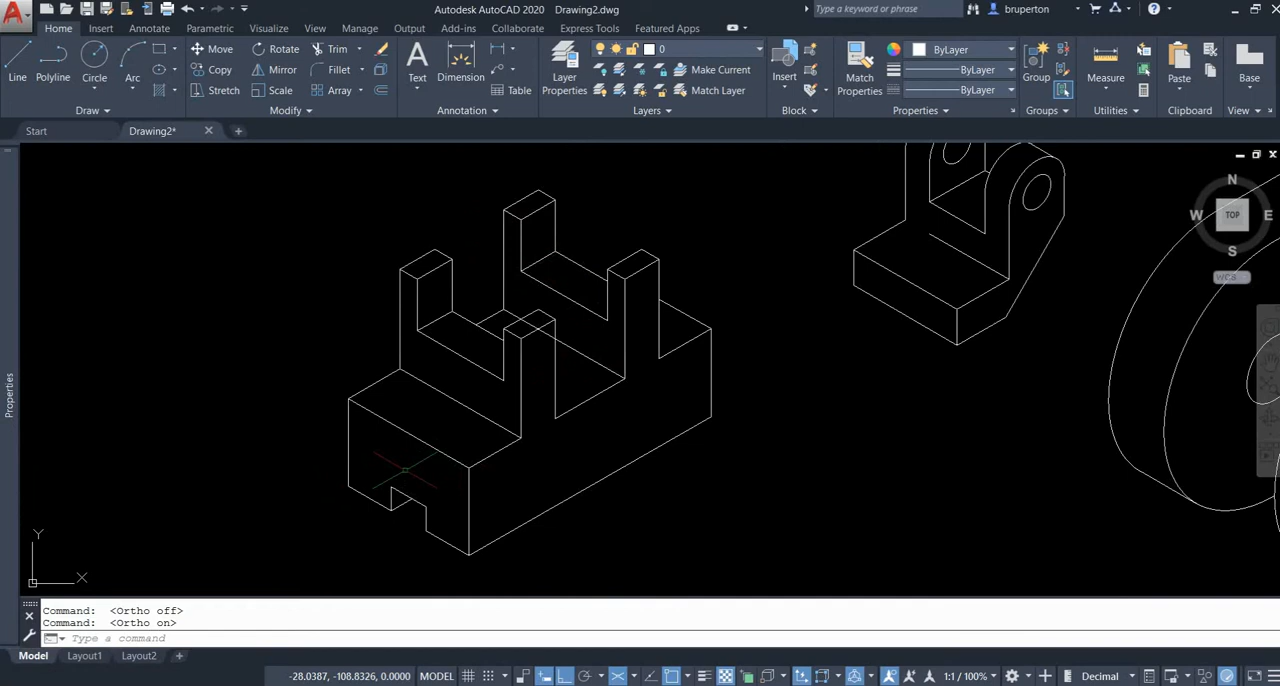 Autodesk AutoCAD 2020 Drawing2.dwg
Type a keyword or phrase
bruperton
Home Insert Annotate Parametric Visualize View Manage Output Add-ins Collaborate Express Tools Featured Apps
Line Polyline Circle Arc
Move Rotate Trim
Copy Mirror Fillet
Stretch Scale Array
Text Dimension Table
Layer Properties
0
Make Current
Match Layer
Insert
Match Properties
ByLayer
ByLayer
ByLayer
Group Measure Paste Base
Draw Modify Annotation Layers Block Properties Groups Utilities Clipboard View
Start Drawing2*
N
W TOP E
S
WCS
Properties
Y
X
Command: <Ortho off>
Command: <Ortho on>
Type a command
Model Layout1 Layout2
-28.0387, -108.8326, 0.0000 MODEL 1:1 / 100% Decimal